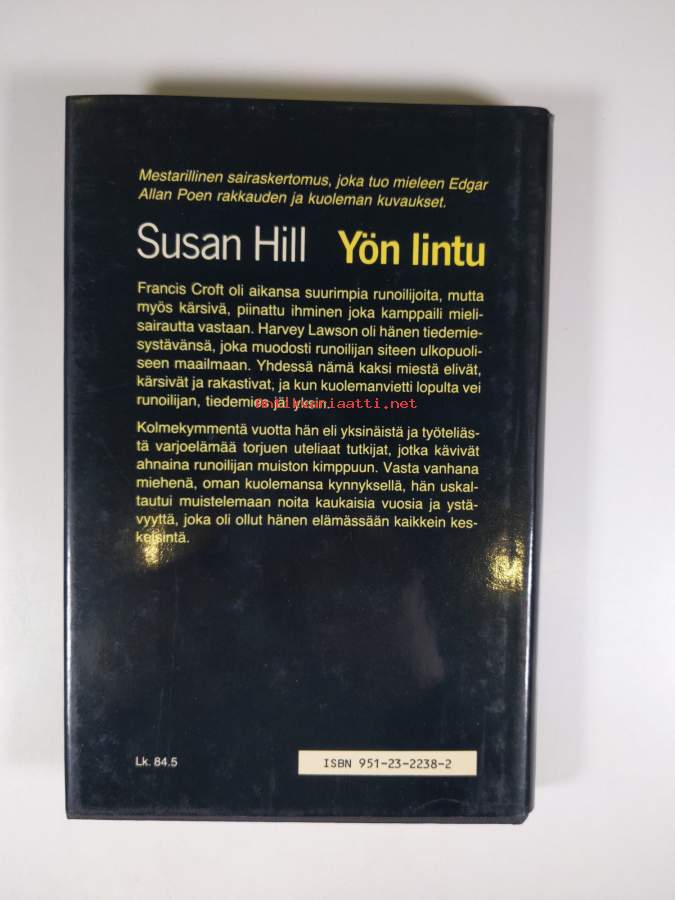 Mestarillinen sairaskertomus, joka tuo mieleen Edgar
Allan Poen rakkauden ja kuoleman kuvaukset.
Susan Hill Yön lintu
Francis Croft oli aikansa suurimpia runoilijoita, mutta
myös kärsivä, piinattu ihminen joka kamppaili mieli-
sairautta vastaan. Harvey Lawson oli hänen tiedemie-
systävänsä, joka muodosti runoilijan siteen ulkopuoli-
seen maailmaan. Yhdessä nämä kaksi miestä elivät,
kärsivät ja rakastivat, ja kun kuolemanvietti lopulta vei
runoilijan, tiedemies jäi yksin.
Antikvariaatti.net
Kolmekymmentä vuotta hän eli yksinäistä ja työteliäs-
tä varjoelämää torjuen uteliaat tutkijat, jotka kävivät
ahnaina runoilijan muiston kimppuun. Vasta vanhana
miehenä, oman kuolemansa kynnyksellä, hän uskal-
tautui muistelemaan noita kaukaisia vuosia ja ystä-
vyyttä, joka oli ollut hänen elämässään kaikkein kes-
keisintä.
Lk. 84.5
ISBN 951-23-2238-2